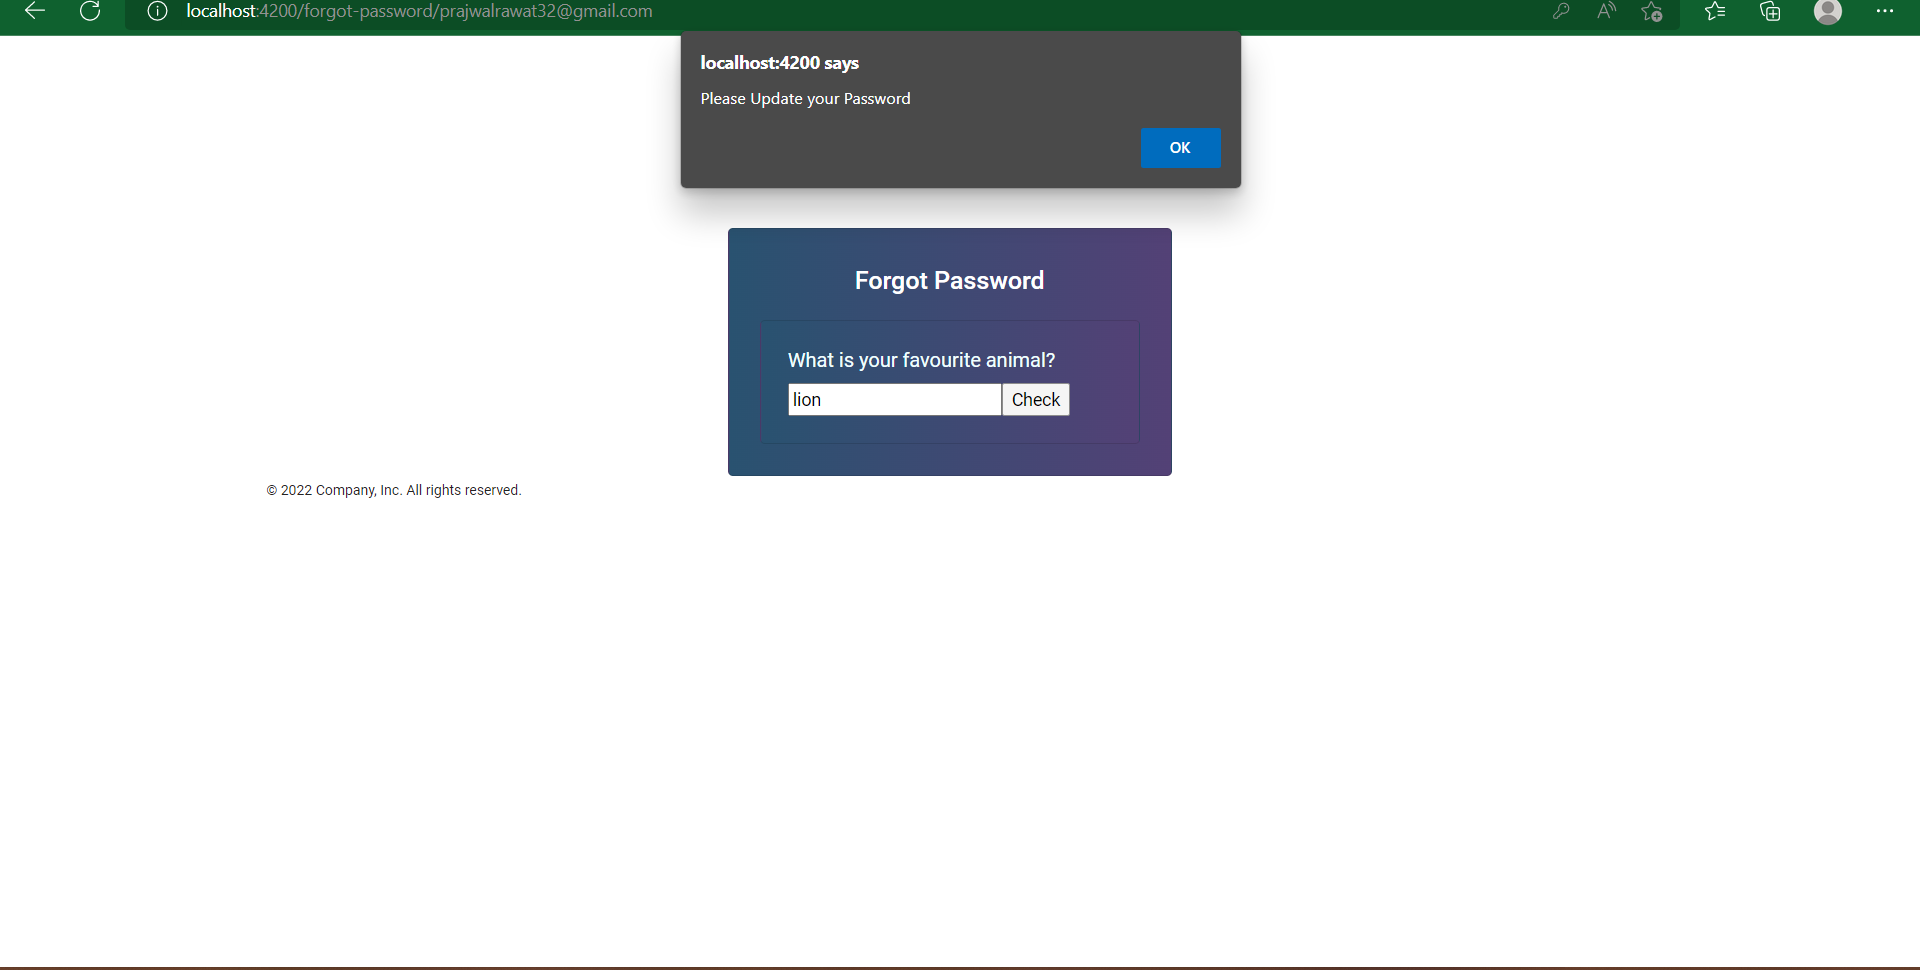 localhost:4200/forgot-password/prajwalrawat32@gmail.com
localhost:4200 says
Please Update your Password
OK
Forgot Password
What is your favourite animal?
lion
Check
© 2022 Company, Inc. All rights reserved.